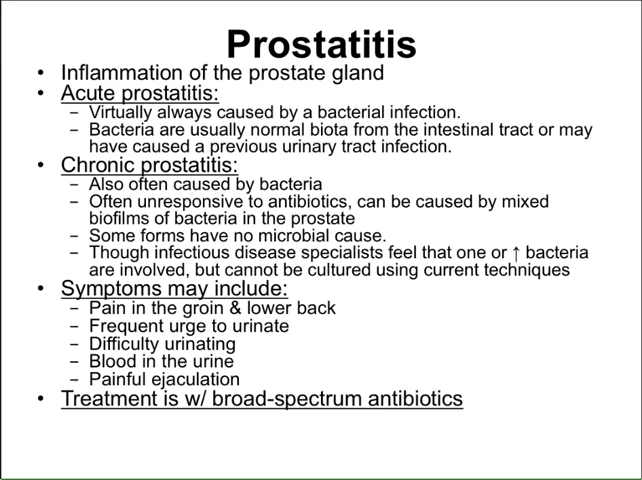 Prostatitis
• Inflammation of the prostate gland
• Acute prostatitis:
– Virtually always caused by a bacterial infection.
– Bacteria are usually normal biota from the intestinal tract or may
have caused a previous urinary tract infection.
• Chronic prostatitis:
– Also often caused by bacteria
– Often unresponsive to antibiotics, can be caused by mixed
biofilms of bacteria in the prostate
– Some forms have no microbial cause.
– Though infectious disease specialists feel that one or ↑ bacteria
are involved, but cannot be cultured using current techniques
• Symptoms may include:
– Pain in the groin & lower back
– Frequent urge to urinate
– Difficulty urinating
– Blood in the urine
– Painful ejaculation
• Treatment is w/ broad-spectrum antibiotics